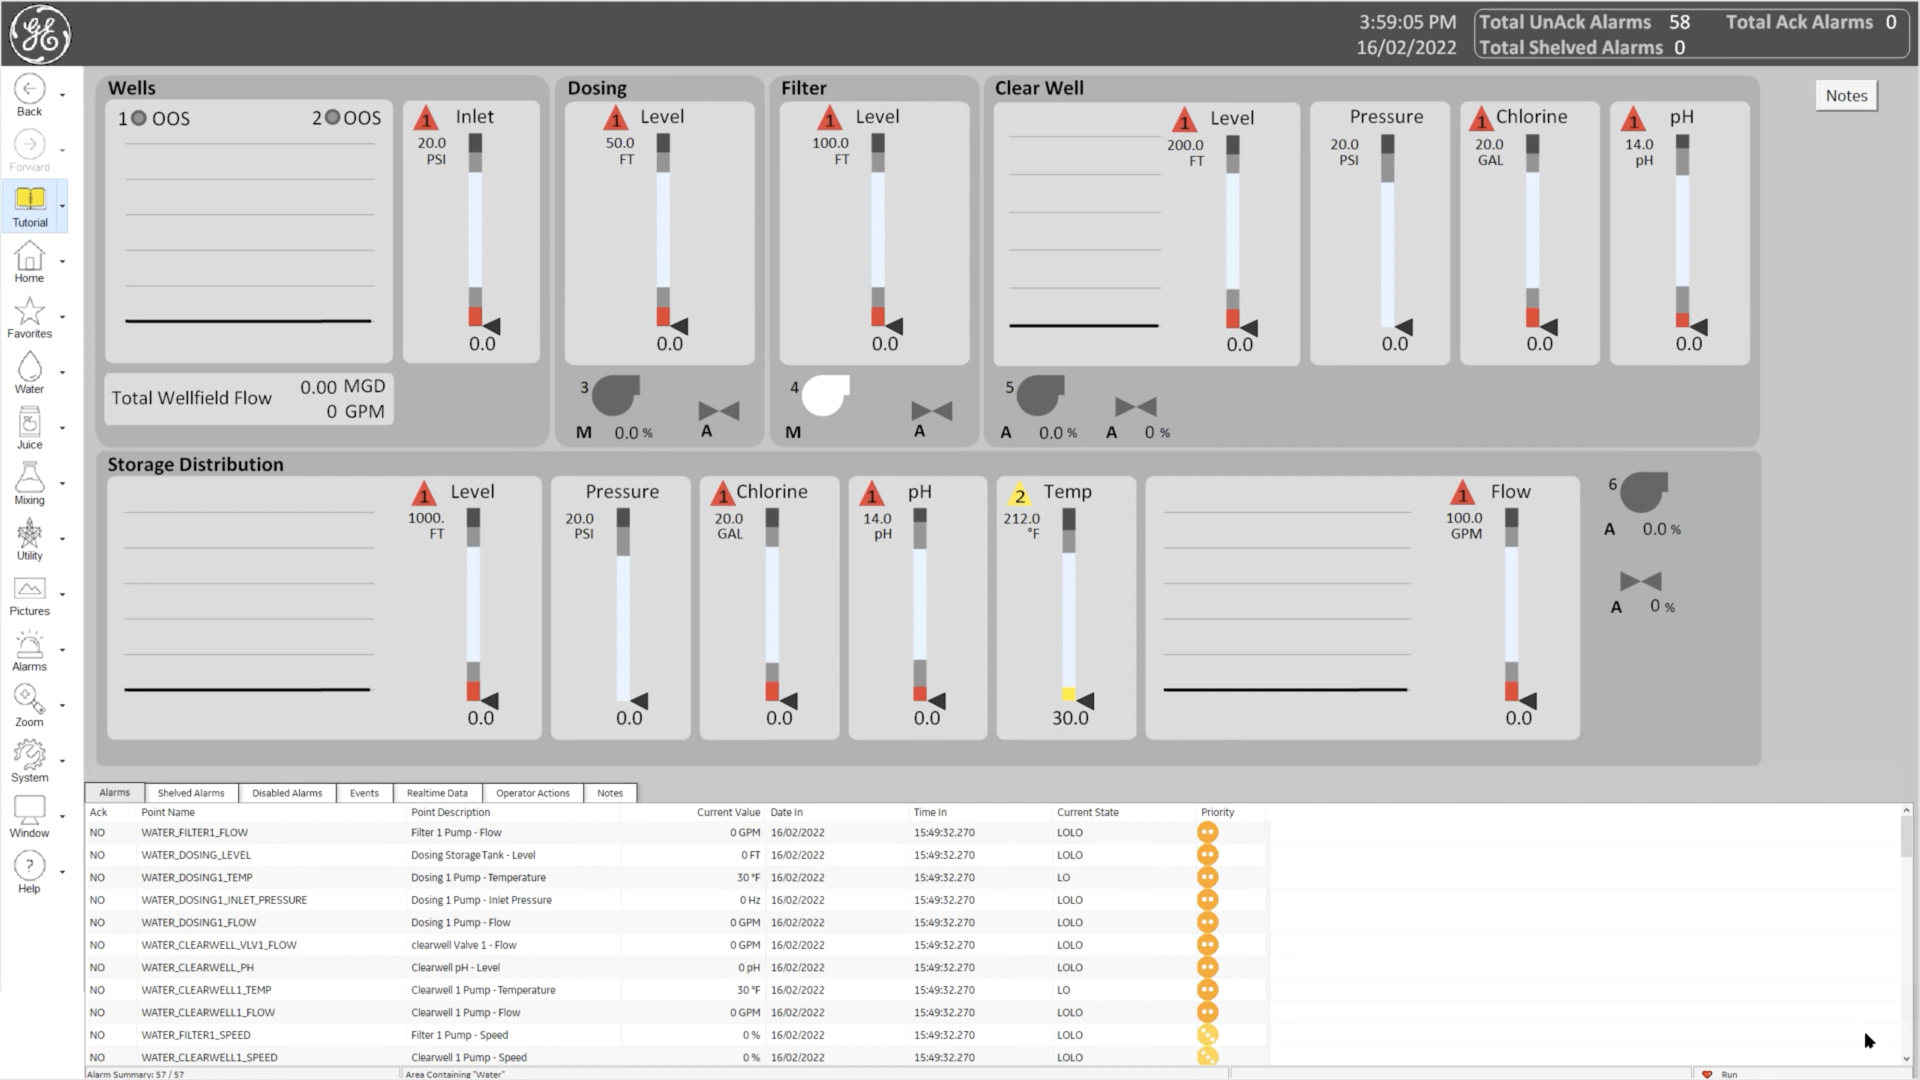 3:59:05 PM
16/02/2022
Total UnAck Alarms 58 Total Ack Alarms 0
Total Shelved Alarms 0
Back
Forward
Tutorial
Home
Favorites
Water
Juice
Mixing
Utility
Pictures
Alarms
Zoom
System
Window
Help
Notes
Wells
1 OOS 2 OOS
1 Inlet
20.0
PSI
0.0
Total Wellfield Flow 0.00 MGD
0 GPM
Dosing
1 Level
50.0
FT
0.0
3
M 0.0 % A
Filter
1 Level
100.0
FT
0.0
4
M A
Clear Well
1 Level
200.0
FT
0.0
Pressure
20.0
PSI
0.0
1 Chlorine
20.0
GAL
0.0
1 pH
14.0
pH
0.0
5
A 0.0 % A 0 %
Storage Distribution
1 Level
1000.
FT
0.0
Pressure
20.0
PSI
0.0
1 Chlorine
20.0
GAL
0.0
1 pH
14.0
pH
0.0
2 Temp
212.0
°F
30.0
1 Flow
100.0
GPM
0.0
6
A 0.0 %
A 0 %
Alarms Shelved Alarms Disabled Alarms Events Realtime Data Operator Actions Notes
Ack Point Name Point Description Current Value Date In Time In Current State Priority
NO WATER_FILTER1_FLOW Filter 1 Pump - Flow 0 GPM 16/02/2022 15:49:32.270 LOLO
NO WATER_DOSING_LEVEL Dosing Storage Tank - Level 0 FT 16/02/2022 15:49:32.270 LOLO
NO WATER_DOSING1_TEMP Dosing 1 Pump - Temperature 30 °F 16/02/2022 15:49:32.270 LO
NO WATER_DOSING1_INLET_PRESSURE Dosing 1 Pump - Inlet Pressure 0 Hz 16/02/2022 15:49:32.270 LOLO
NO WATER_DOSING1_FLOW Dosing 1 Pump - Flow 0 GPM 16/02/2022 15:49:32.270 LOLO
NO WATER_CLEARWELL_VLV1_FLOW clearwell Valve 1 - Flow 0 GPM 16/02/2022 15:49:32.270 LOLO
NO WATER_CLEARWELL_PH Clearwell pH - Level 0 pH 16/02/2022 15:49:32.270 LOLO
NO WATER_CLEARWELL1_TEMP Clearwell 1 Pump - Temperature 30 °F 16/02/2022 15:49:32.270 LO
NO WATER_CLEARWELL1_FLOW Clearwell 1 Pump - Flow 0 GPM 16/02/2022 15:49:32.270 LOLO
NO WATER_FILTER1_SPEED Filter 1 Pump - Speed 0 % 16/02/2022 15:49:32.270 LOLO
NO WATER_CLEARWELL1_SPEED Clearwell 1 Pump - Speed 0 % 16/02/2022 15:49:32.270 LOLO
Alarm Summary: 57 / 57 Area Containing "Water" Run